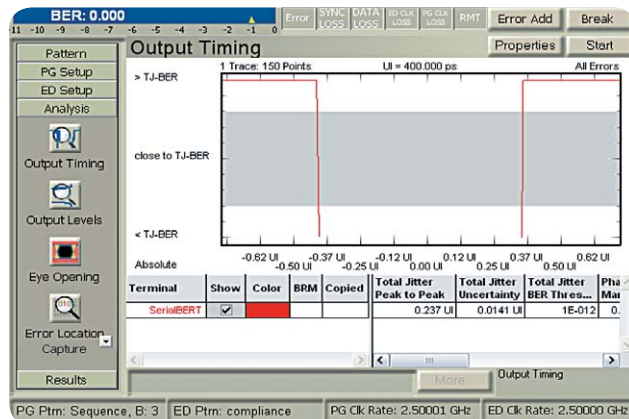 BER: 0.000
-11 -10 -9 -8 -7 -6 -5 -4 -3 -2 -1 0
Error SYNC LOSS DATA LOSS ED CLK LOSS PG CLK LOSS RMT
Error Add Break
Pattern
PG Setup
ED Setup
Analysis
Output Timing
Output Levels
Eye Opening
Error Location
Capture
Results
Output Timing
Properties Start
1 Trace: 150 Points UI = 400.000 ps All Errors
> TJ-BER
close to TJ-BER
< TJ-BER
-0.62 UI -0.37 UI -0.12 UI 0.12 UI 0.37 UI 0.62 UI
Absolute -0.50 UI -0.25 UI 0.00 UI 0.25 UI 0.50 UI
Terminal Show Color BRM Copied Total Jitter Peak to Peak Total Jitter Uncertainty Total Jitter BER Thres...
SerialBERT 0.237 UI 0.0141 UI 1E-012 0.
More... Output Timing
PG Ptrn: Sequence, B: 3 ED Ptrn: compliance PG Clk Rate: 2.50001 GHz ED Clk Rate: 2.50000 GHz